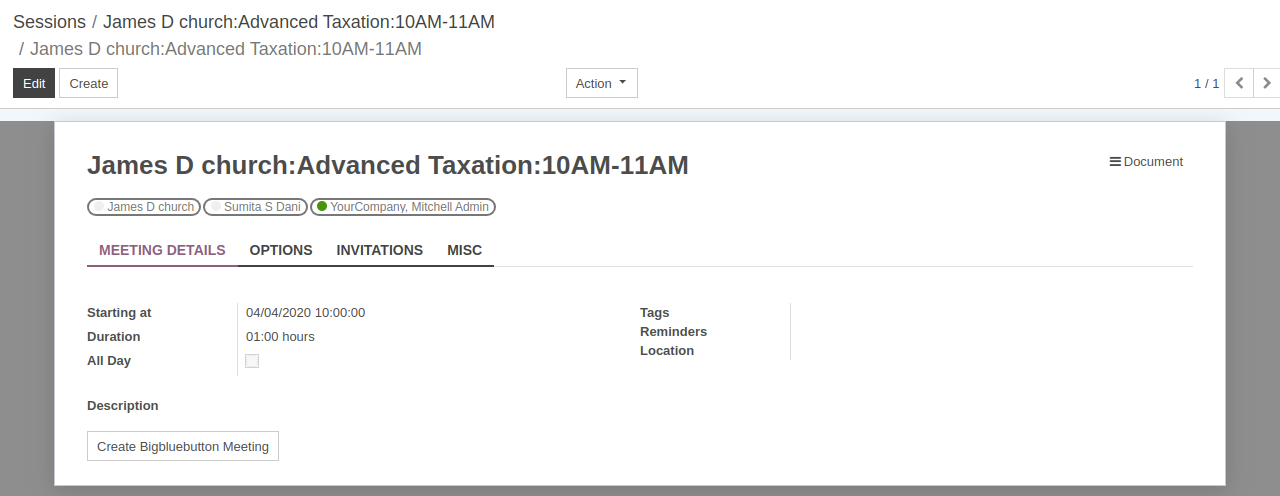 Sessions / James D church:Advanced Taxation:10AM-11AM
/ James D church:Advanced Taxation:10AM-11AM
Edit Create Action 1 / 1
James D church:Advanced Taxation:10AM-11AM
Document
James D church Sumita S Dani YourCompany, Mitchell Admin
MEETING DETAILS OPTIONS INVITATIONS MISC
Starting at 04/04/2020 10:00:00
Duration 01:00 hours
All Day
Tags
Reminders
Location
Description
Create Bigbluebutton Meeting